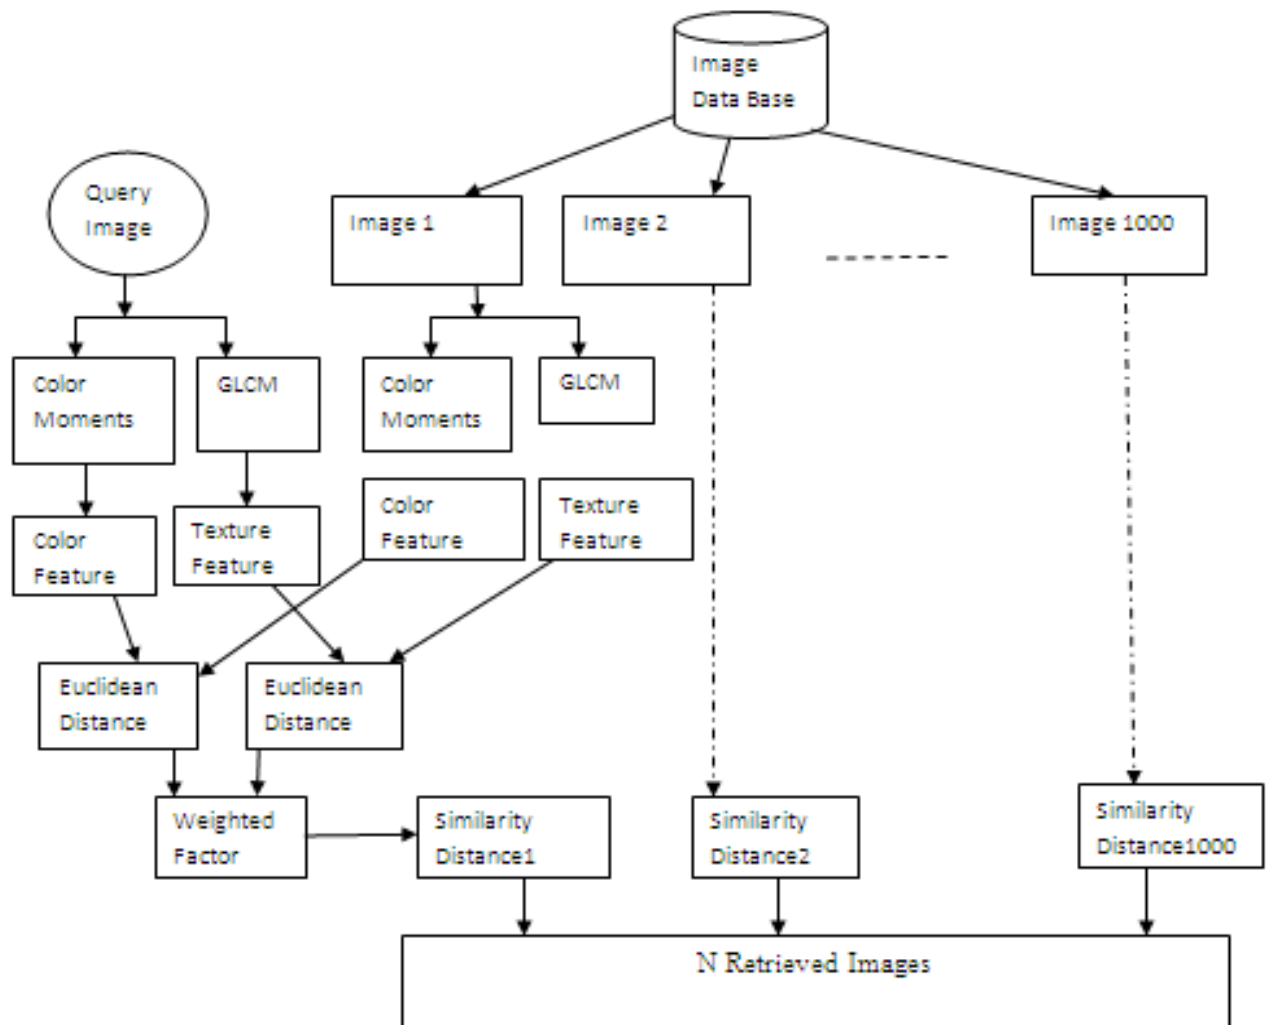 Image
Data Base
Query
Image
Image 1
Image 2
Image 1000
Color
Moments
GLCM
Color
Moments
GLCM
Color
Feature
Texture
Feature
Color
Feature
Texture
Feature
Euclidean
Distance
Euclidean
Distance
Weighted
Factor
Similarity
Distance1
Similarity
Distance2
Similarity
Distance1000
N Retrieved Images